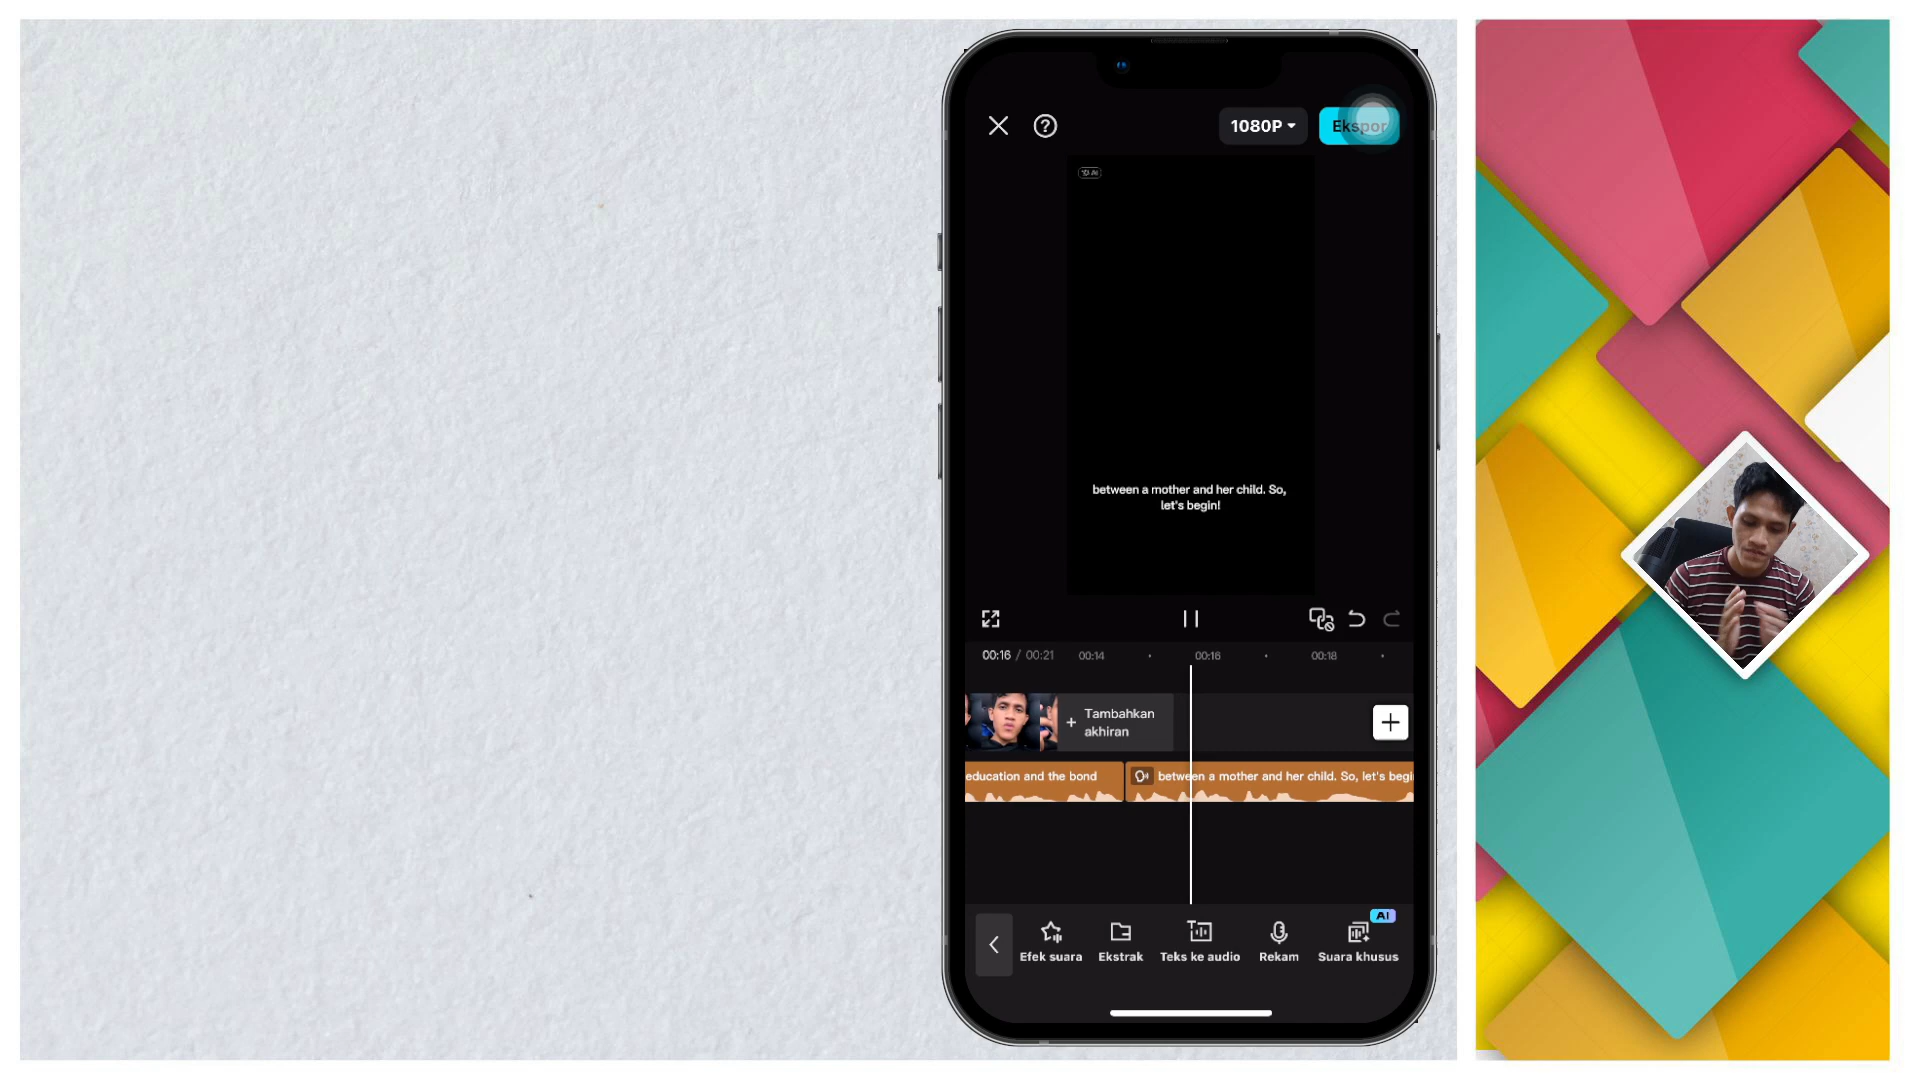 1080P
Ekspor
between a mother and her child. So,
let's begin!
00:16 / 00:21
00:14
00:16
00:18
+ Tambahkan
akhiran
education and the bond
between a mother and her child. So, let's begi
AI
Efek suara
Ekstrak
Teks ke audio
Rekam
Suara khusus